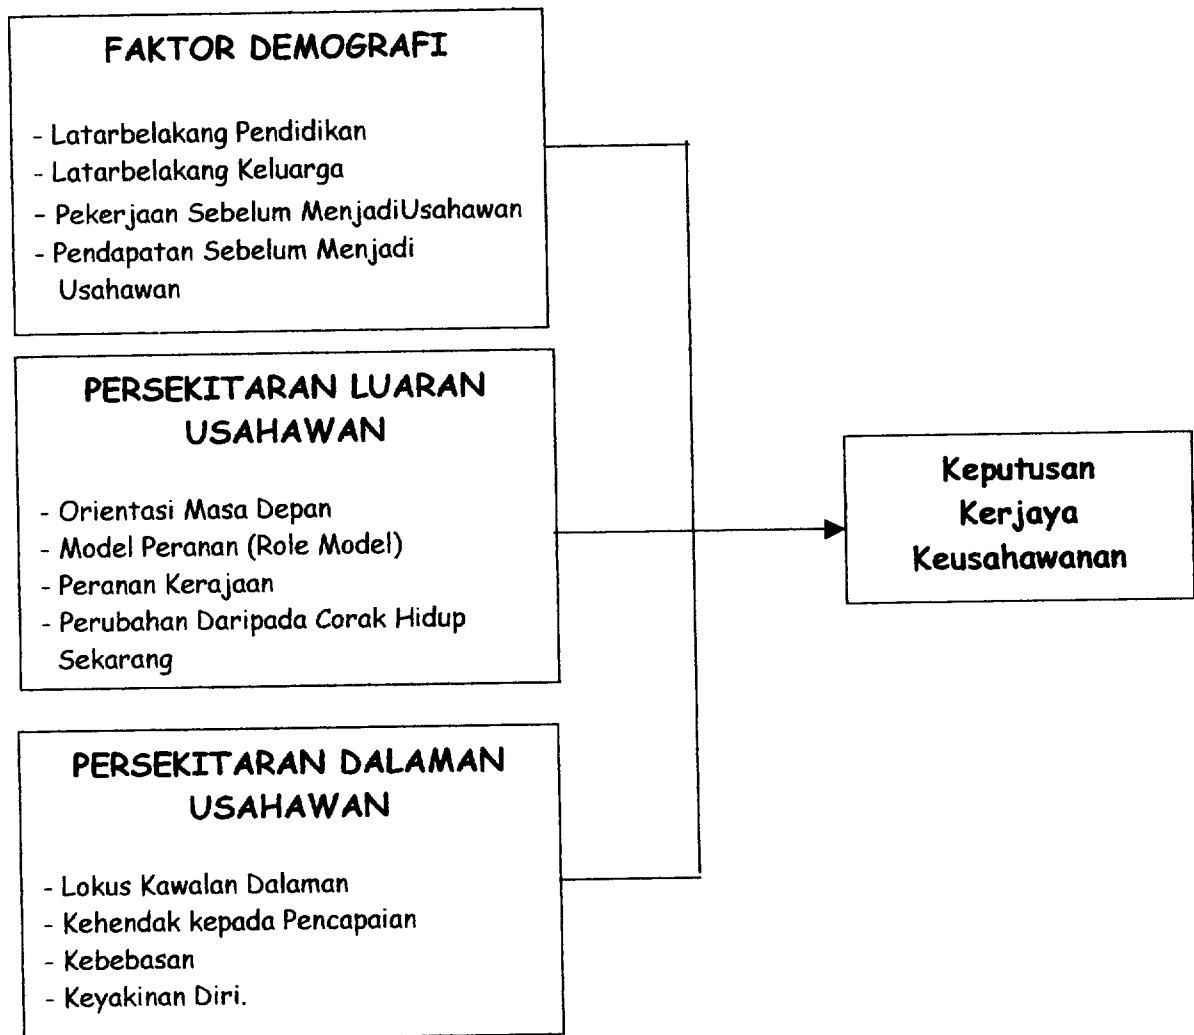 FAKTOR DEMOGRAFI
- Latarbelakang Pendidikan
- Latarbelakang Keluarga
- Pekerjaan Sebelum MenjadiUsahawan
- Pendapatan Sebelum Menjadi
Usahawan
PERSEKITARAN LUARAN
USAHAWAN
- Orientasi Masa Depan
- Model Peranan (Role Model)
- Peranan Kerajaan
- Perubahan Daripada Corak Hidup
Sekarang
PERSEKITARAN DALAMAN
USAHAWAN
- Lokus Kawalan Dalaman
- Kehendak kepada Pencapaian
- Kebebasan
- Keyakinan Diri.
Keputusan
Kerjaya
Keusahawanan